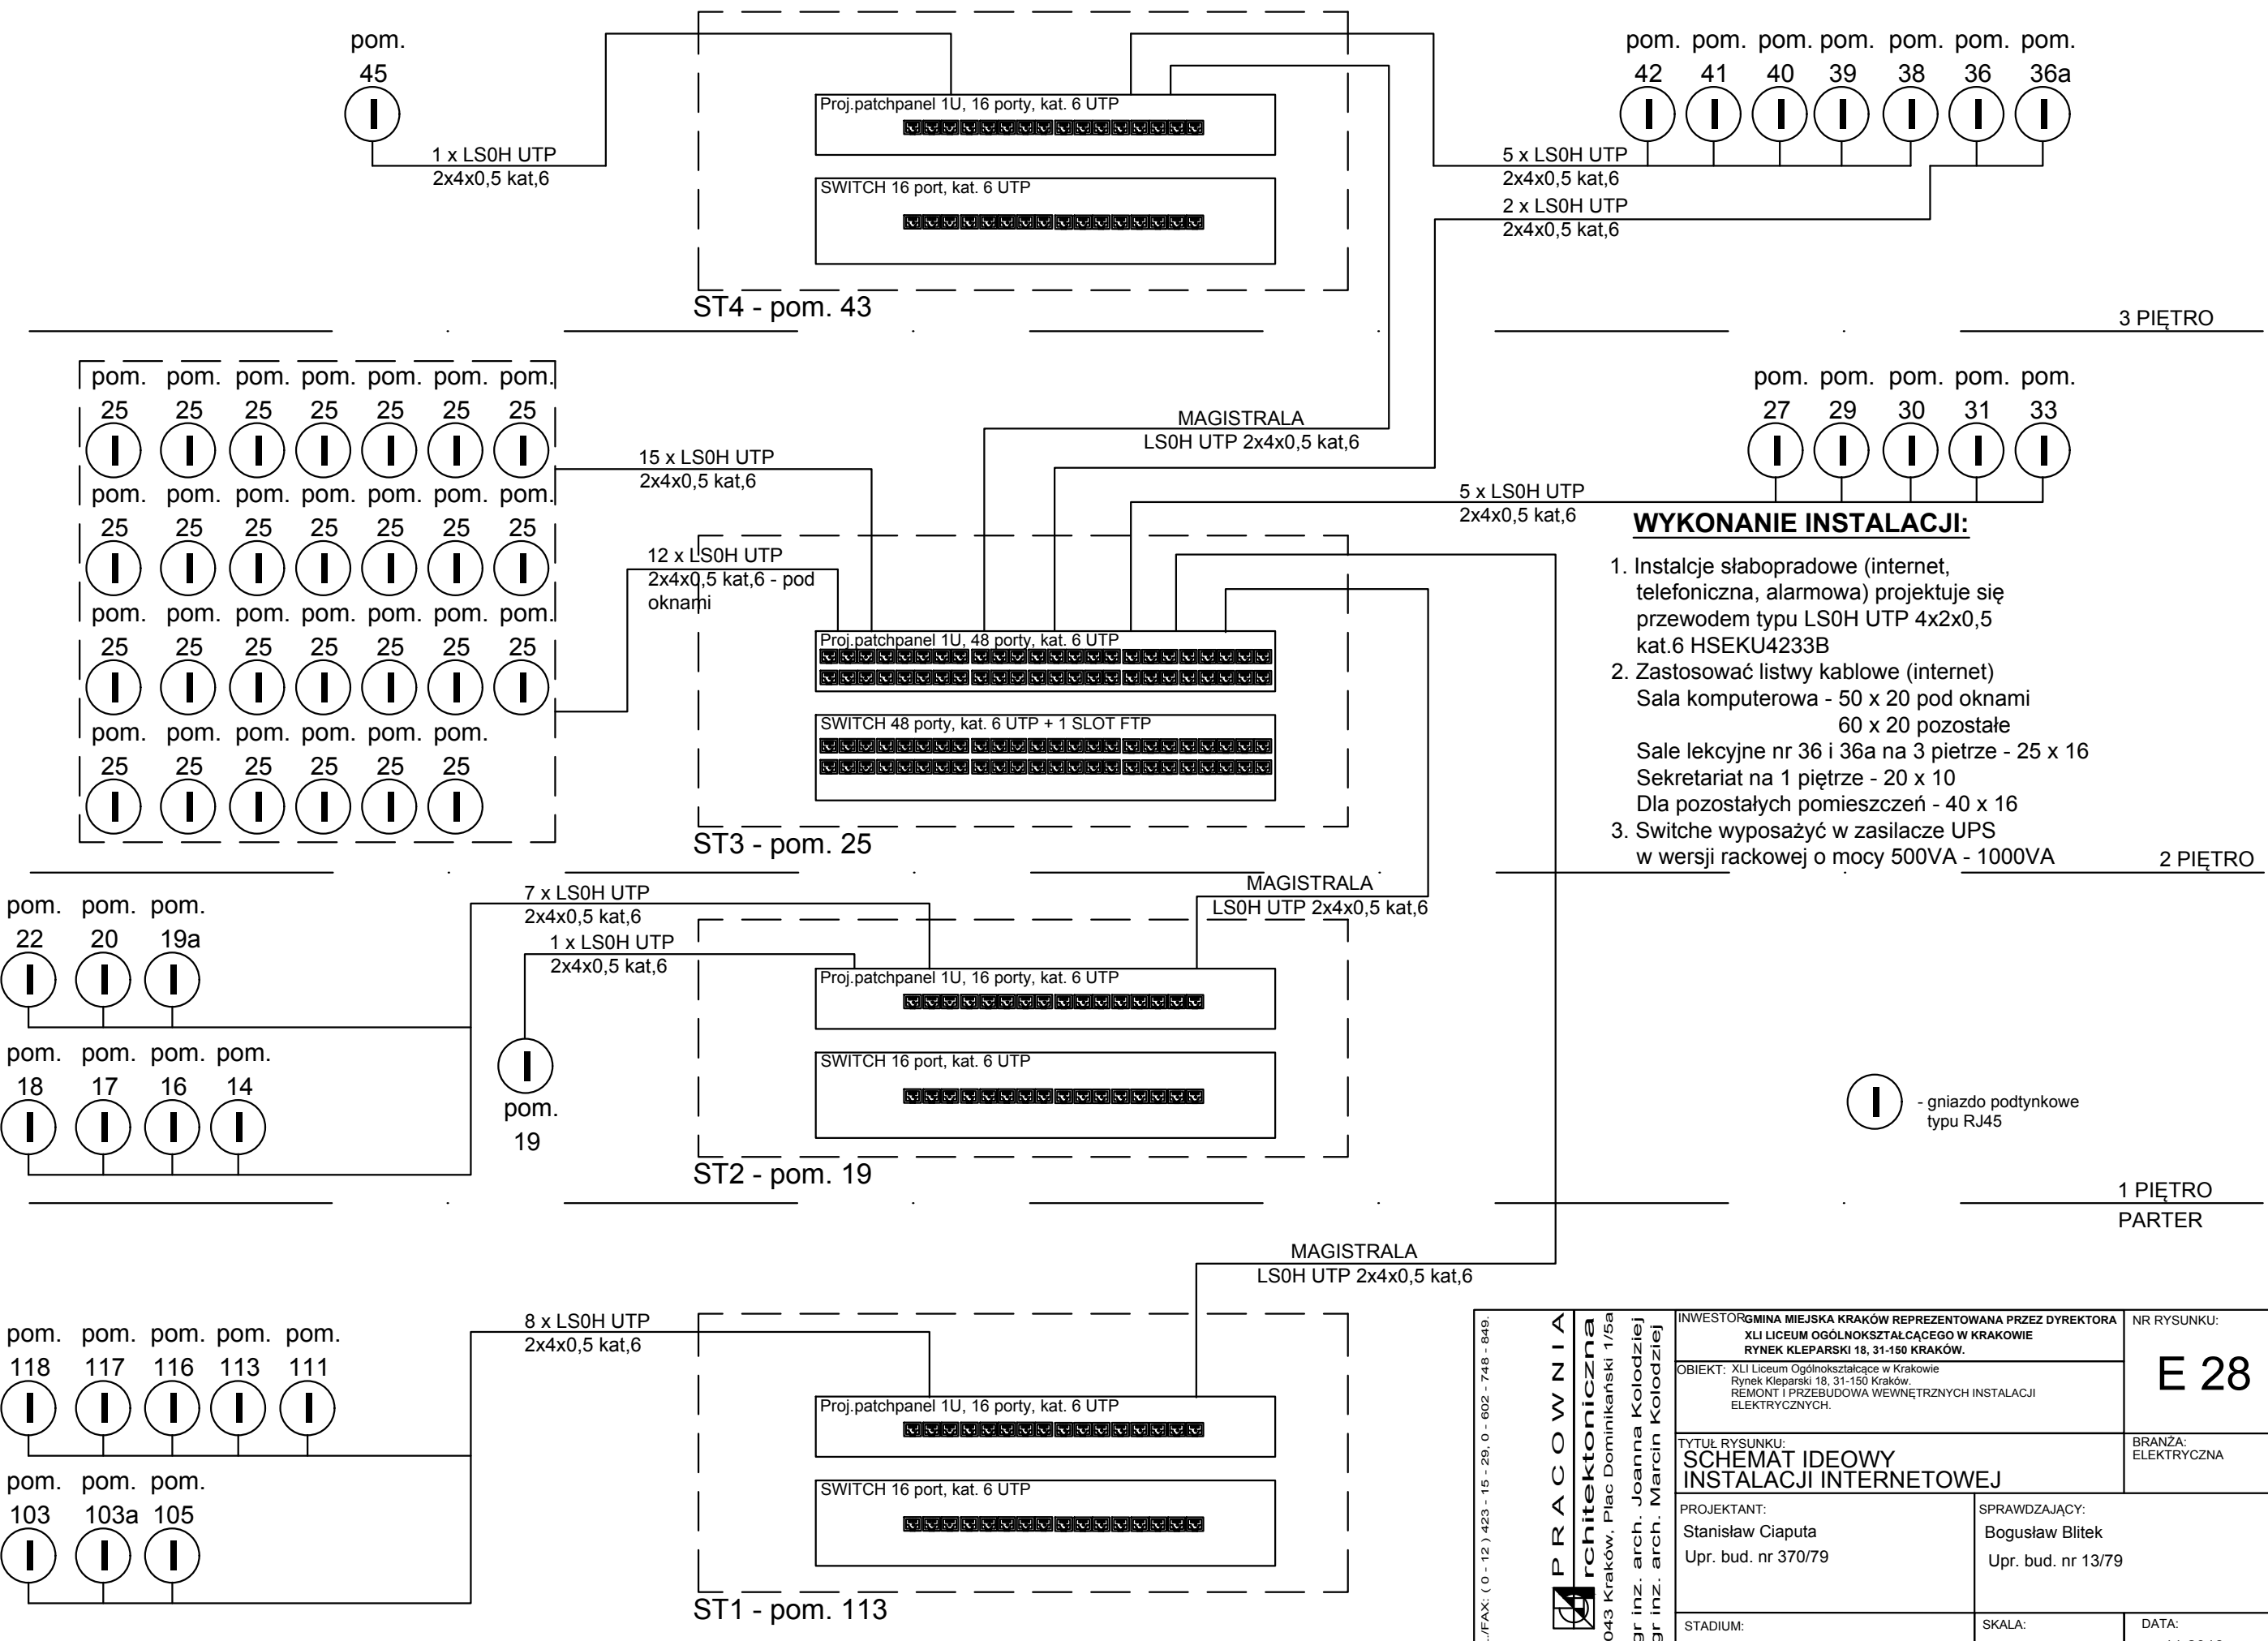 pom.
45
1 x LS0H UTP
2x4x0,5 kat,6
Proj.patchpanel 1U, 16 porty, kat. 6 UTP
SWITCH 16 port, kat. 6 UTP
ST4 - pom. 43
pom. pom. pom. pom. pom. pom. pom.
42 41 40 39 38 36 36a
5 x LS0H UTP
2x4x0,5 kat,6
2 x LS0H UTP
2x4x0,5 kat,6
3 PIĘTRO
pom. pom. pom. pom. pom. pom. pom.
25 25 25 25 25 25 25
pom. pom. pom. pom. pom. pom. pom.
25 25 25 25 25 25 25
pom. pom. pom. pom. pom. pom. pom.
25 25 25 25 25 25 25
pom. pom. pom. pom. pom. pom.
25 25 25 25 25 25
15 x LS0H UTP
2x4x0,5 kat,6
12 x LS0H UTP
2x4x0,5 kat,6 - pod
oknami
MAGISTRALA
LS0H UTP 2x4x0,5 kat,6
pom. pom. pom. pom. pom.
27 29 30 31 33
5 x LS0H UTP
2x4x0,5 kat,6
Proj.patchpanel 1U, 48 porty, kat. 6 UTP
SWITCH 48 porty, kat. 6 UTP + 1 SLOT FTP
ST3 - pom. 25
WYKONANIE INSTALACJI:
1. Instalcje słabopradowe (internet,
telefoniczna, alarmowa) projektuje się
przewodem typu LS0H UTP 4x2x0,5
kat.6 HSEKU4233B
2. Zastosować listwy kablowe (internet)
Sala komputerowa - 50 x 20 pod oknami
60 x 20 pozostałe
Sale lekcyjne nr 36 i 36a na 3 pietrze - 25 x 16
Sekretariat na 1 piętrze - 20 x 10
Dla pozostałych pomieszczeń - 40 x 16
3. Switche wyposażyć w zasilacze UPS
w wersji rackowej o mocy 500VA - 1000VA
2 PIĘTRO
pom. pom. pom.
22 20 19a
pom. pom. pom. pom.
18 17 16 14
7 x LS0H UTP
2x4x0,5 kat,6
1 x LS0H UTP
2x4x0,5 kat,6
pom.
19
MAGISTRALA
LS0H UTP 2x4x0,5 kat,6
Proj.patchpanel 1U, 16 porty, kat. 6 UTP
SWITCH 16 port, kat. 6 UTP
ST2 - pom. 19
- gniazdo podtynkowe
typu RJ45
1 PIĘTRO
PARTER
MAGISTRALA
LS0H UTP 2x4x0,5 kat,6
pom. pom. pom. pom. pom.
118 117 116 113 111
pom. pom. pom.
103 103a 105
8 x LS0H UTP
2x4x0,5 kat,6
Proj.patchpanel 1U, 16 porty, kat. 6 UTP
SWITCH 16 port, kat. 6 UTP
ST1 - pom. 113
./FAX: ( 0 - 12 ) 423 - 15 - 29, 0 - 602 - 748 - 849.
PRACOWNIA
rchitektoniczna
043 Kraków, Plac Dominikański 1/5a
gr inz. arch. Joanna Kolodziej
gr inz. arch. Marcin Kolodziej
INWESTOR GMINA MIEJSKA KRAKÓW REPREZENTOWANA PRZEZ DYREKTORA
XLI LICEUM OGÓLNOKSZTAŁCĄCEGO W KRAKOWIE
RYNEK KLEPARSKI 18, 31-150 KRAKÓW.
NR RYSUNKU:
E 28
OBIEKT: XLI Liceum Ogólnokształcące w Krakowie
Rynek Kleparski 18, 31-150 Kraków.
REMONT I PRZEBUDOWA WEWNĘTRZNYCH INSTALACJI
ELEKTRYCZNYCH.
TYTUŁ RYSUNKU:
SCHEMAT IDEOWY
INSTALACJI INTERNETOWEJ
BRANŻA:
ELEKTRYCZNA
PROJEKTANT:
Stanisław Ciaputa
Upr. bud. nr 370/79
SPRAWDZAJĄCY:
Bogusław Blitek
Upr. bud. nr 13/79
STADIUM:
SKALA:
DATA: